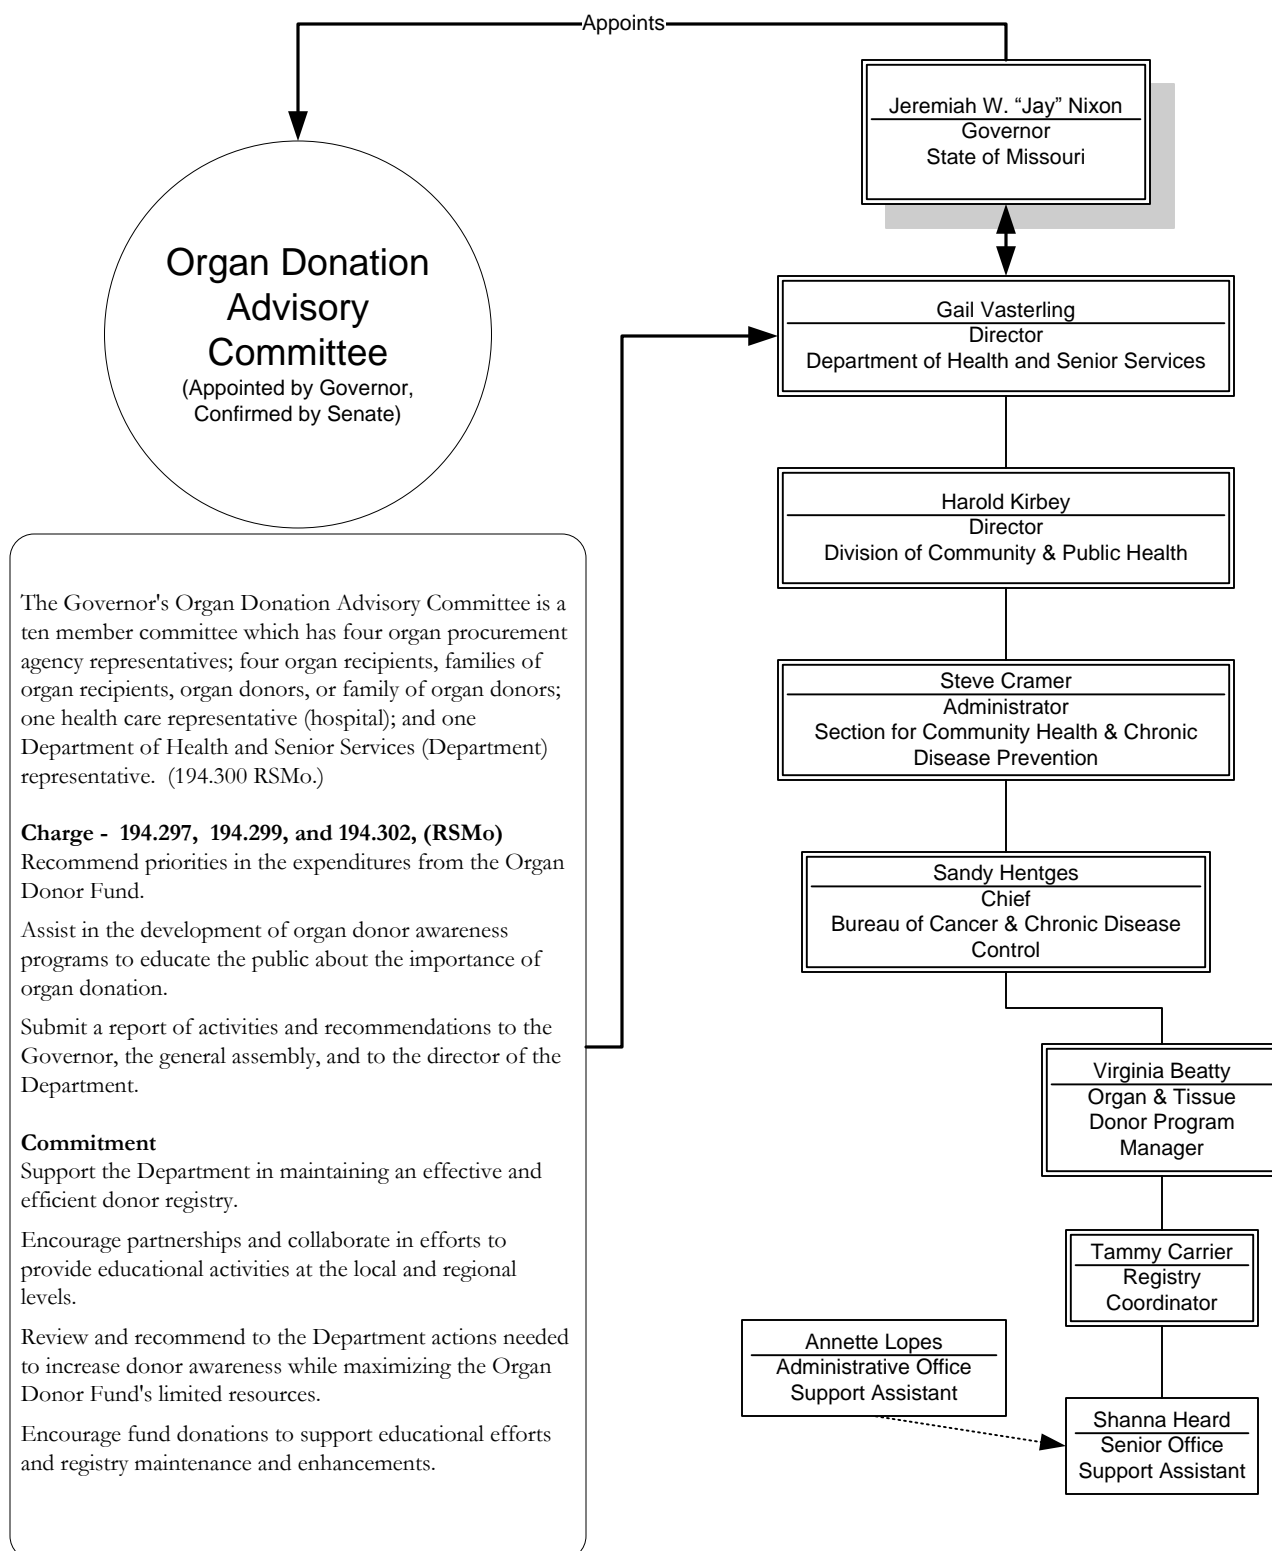 Appoints
Jeremiah W. “Jay” Nixon
Governor
State of Missouri
Organ Donation
Advisory
Committee
(Appointed by Governor,
Confirmed by Senate)
Gail Vasterling
Director
Department of Health and Senior Services
Harold Kirbey
Director
Division of Community & Public Health
The Governor's Organ Donation Advisory Committee is a
ten member committee which has four organ procurement
agency representatives; four organ recipients, families of
organ recipients, organ donors, or family of organ donors;
one health care representative (hospital); and one
Department of Health and Senior Services (Department)
representative.  (194.300 RSMo.)
Charge -  194.297,  194.299, and 194.302, (RSMo)
Recommend priorities in the expenditures from the Organ
Donor Fund.
Assist in the development of organ donor awareness
programs to educate the public about the importance of
organ donation.
Submit a report of activities and recommendations to the
Governor, the general assembly, and to the director of the
Department.
Commitment
Support the Department in maintaining an effective and
efficient donor registry.
Encourage partnerships and collaborate in efforts to
provide educational activities at the local and regional
levels.
Review and recommend to the Department actions needed
to increase donor awareness while maximizing the Organ
Donor Fund's limited resources.
Encourage fund donations to support educational efforts
and registry maintenance and enhancements.
Steve Cramer
Administrator
Section for Community Health & Chronic
Disease Prevention
Sandy Hentges
Chief
Bureau of Cancer & Chronic Disease
Control
Virginia Beatty
Organ & Tissue
Donor Program
Manager
Tammy Carrier
Registry
Coordinator
Annette Lopes
Administrative Office
Support Assistant
Shanna Heard
Senior Office
Support Assistant